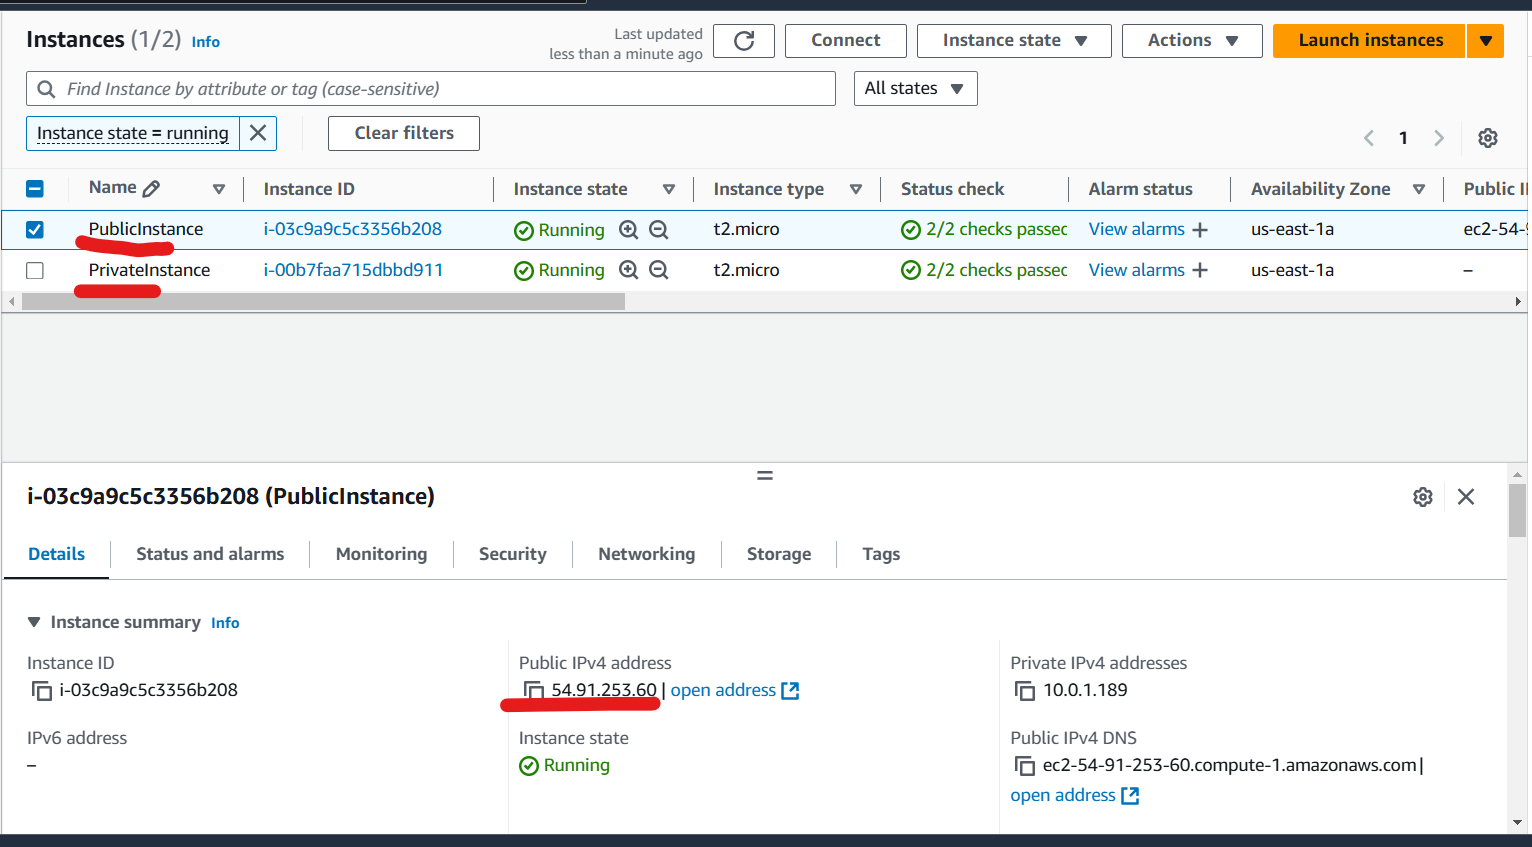 Instances (1/2) Info
Last updated
less than a minute ago
Connect
Instance state
Actions
Launch instances
Find Instance by attribute or tag (case-sensitive)
All states
Instance state = running
Clear filters
1
Name Instance ID Instance state Instance type Status check Alarm status Availability Zone Public
PublicInstance i-03c9a9c5c3356b208 Running t2.micro 2/2 checks passed View alarms + us-east-1a ec2-54-9
PrivateInstance i-00b7faa715dbbd911 Running t2.micro 2/2 checks passed View alarms + us-east-1a –
i-03c9a9c5c3356b208 (PublicInstance)
Details Status and alarms Monitoring Security Networking Storage Tags
Instance summary Info
Instance ID
i-03c9a9c5c3356b208
Public IPv4 address
54.91.253.60 | open address
Private IPv4 addresses
10.0.1.189
IPv6 address
–
Instance state
Running
Public IPv4 DNS
ec2-54-91-253-60.compute-1.amazonaws.com |
open address